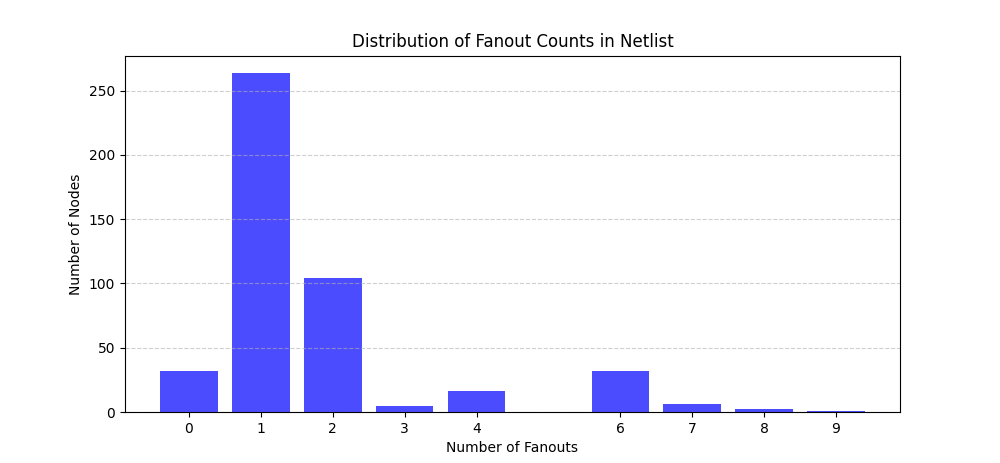 Distribution of Fanout Counts in Netlist
Number of Nodes
250
200
150
100
50
0
0 1 2 3 4 6 7 8 9
Number of Fanouts